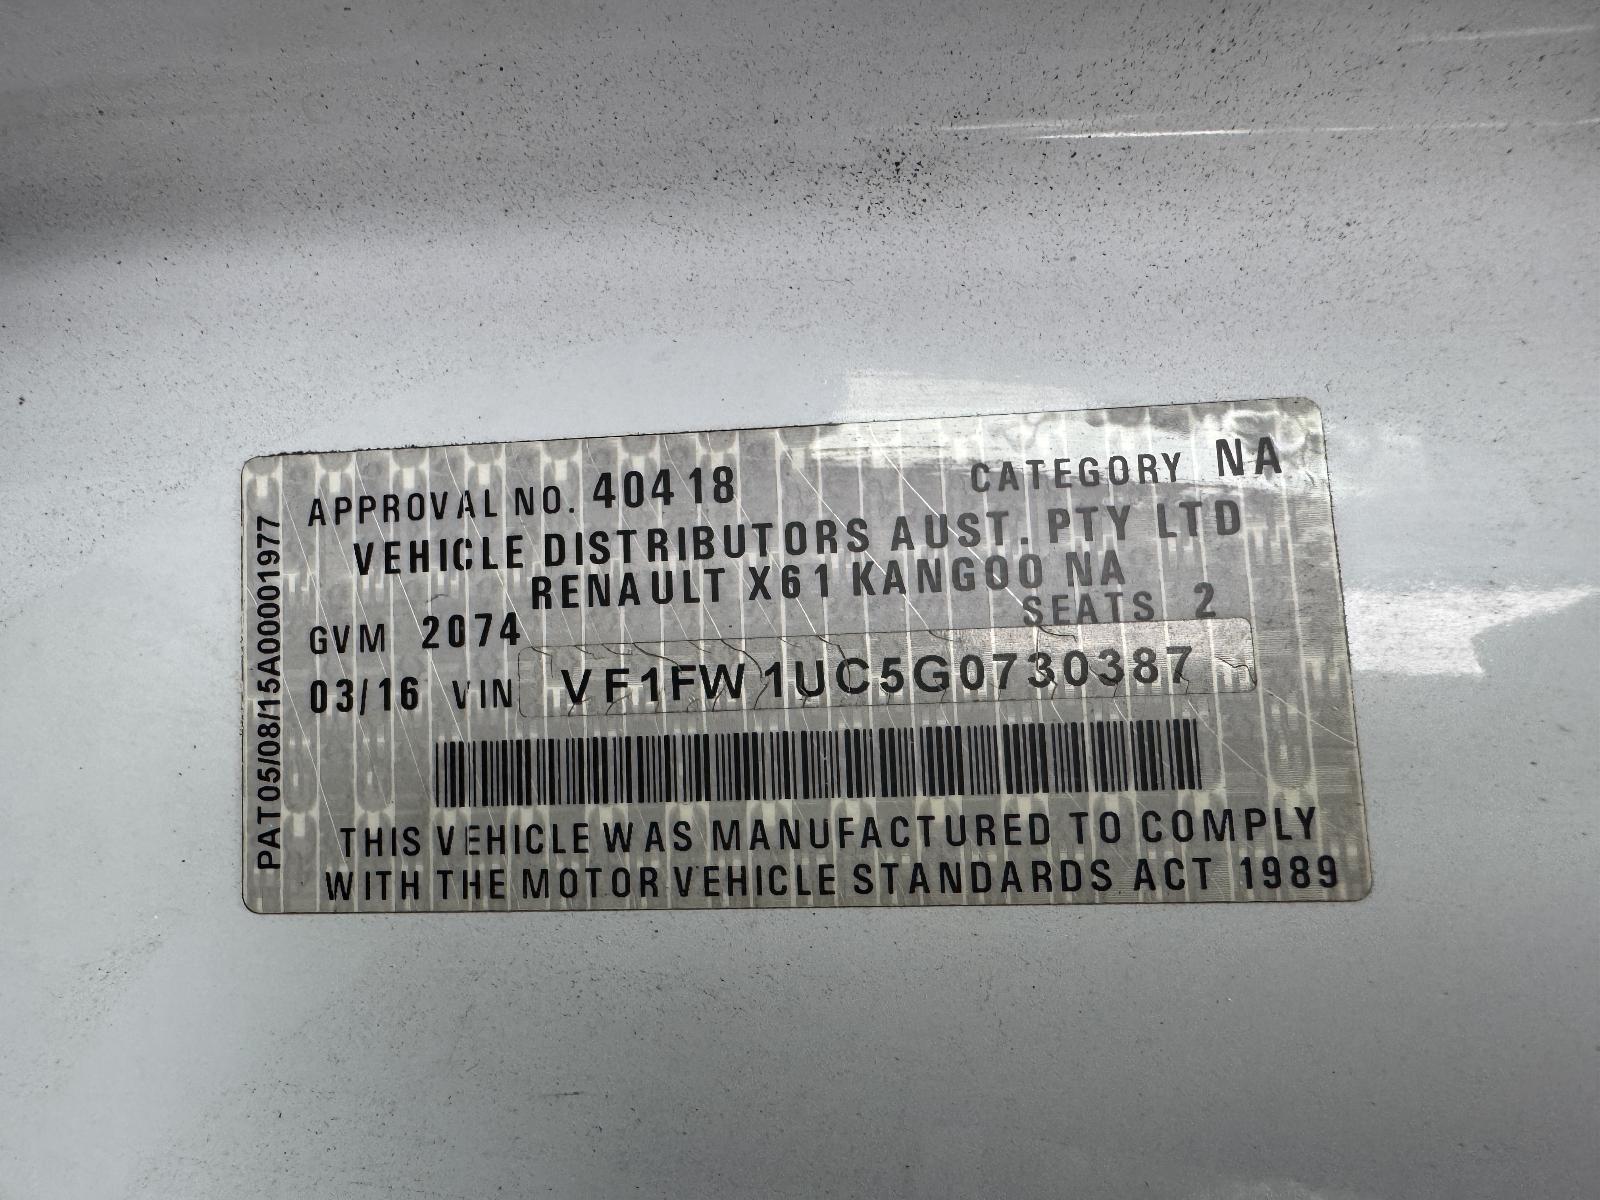 APPROVAL NO. 40418 CATEGORY NA
VEHICLE DISTRIBUTORS AUST. PTY LTD
RENAULT X61 KANGOO NA
SEATS 2
GVM 2074
03/16 VIN VF1FW1UC5G0730387
THIS VEHICLE WAS MANUFACTURED TO COMPLY
WITH THE MOTOR VEHICLE STANDARDS ACT 1989
PAT05/08/15A00001977